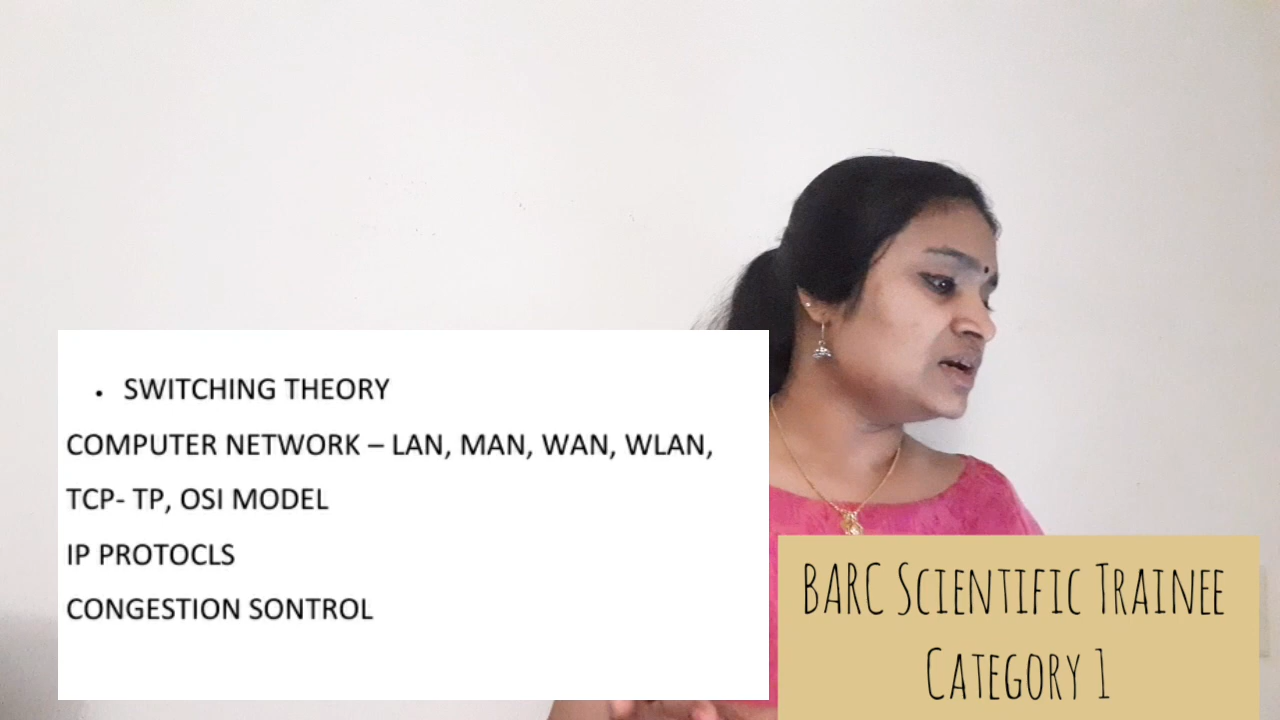 • SWITCHING THEORY
COMPUTER NETWORK – LAN, MAN, WAN, WLAN,
TCP- TP, OSI MODEL
IP PROTOCLS
CONGESTION SONTROL
BARC Scientific Trainee
Category 1